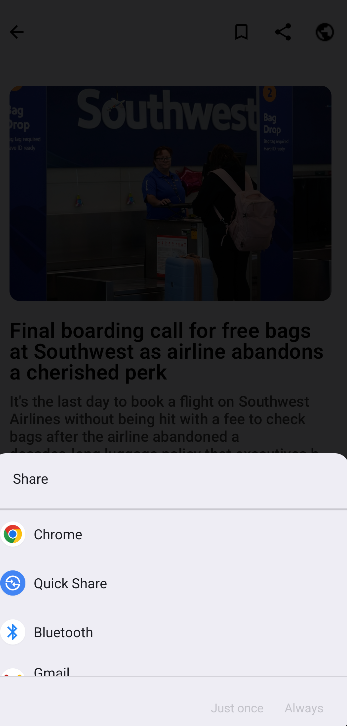 Southwest
Bag
Drop
2
Bag
Drop
Final boarding call for free bags
at Southwest as airline abandons
a cherished perk
It's the last day to book a flight on Southwest
Airlines without being hit with a fee to check
bags after the airline abandoned a
Share
Chrome
Quick Share
Bluetooth
Gmail
Just once
Always